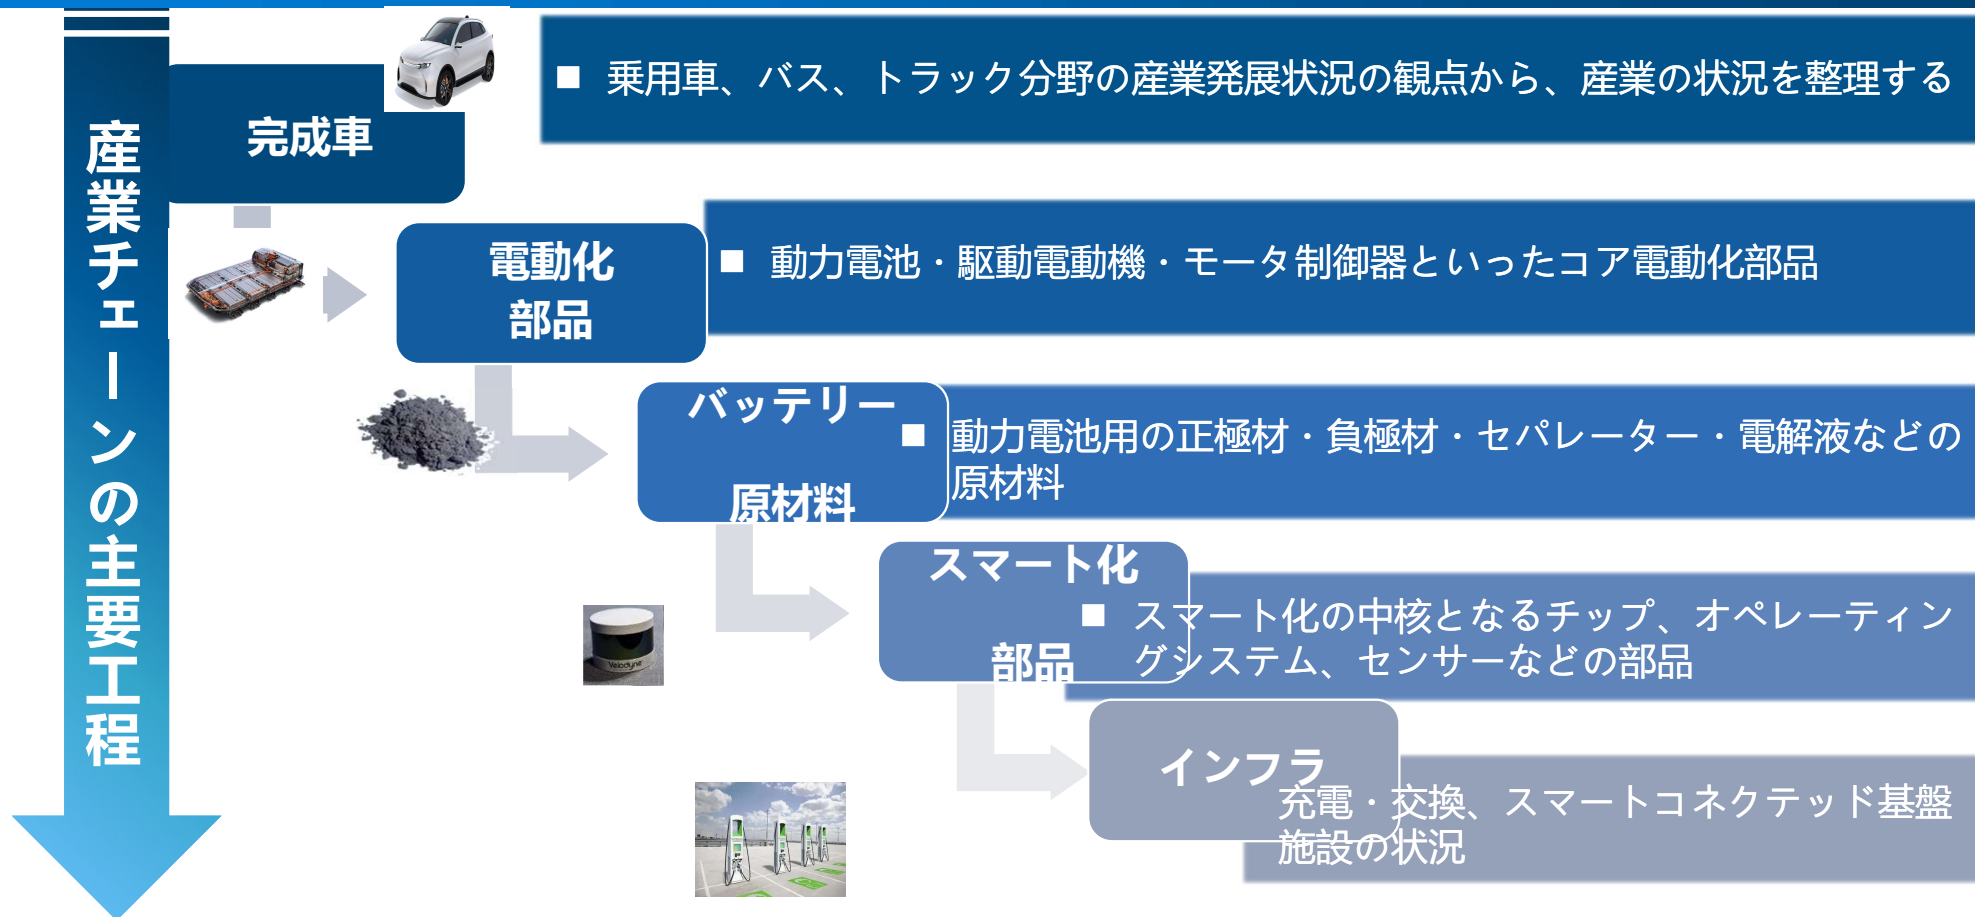 産業チェーンの主要工程
完成車
■ 乗用車、バス、トラック分野の産業発展状況の観点から、産業の状況を整理する
電動化
部品
■ 動力電池・駆動電動機・モータ制御器といったコア電動化部品
バッテリー
原材料
■ 動力電池用の正極材・負極材・セパレーター・電解液などの
原材料
スマート化
部品
■ スマート化の中核となるチップ、オペレーティン
グシステム、センサーなどの部品
Velodyne
インフラ
充電・交換、スマートコネクテッド基盤
施設の状況